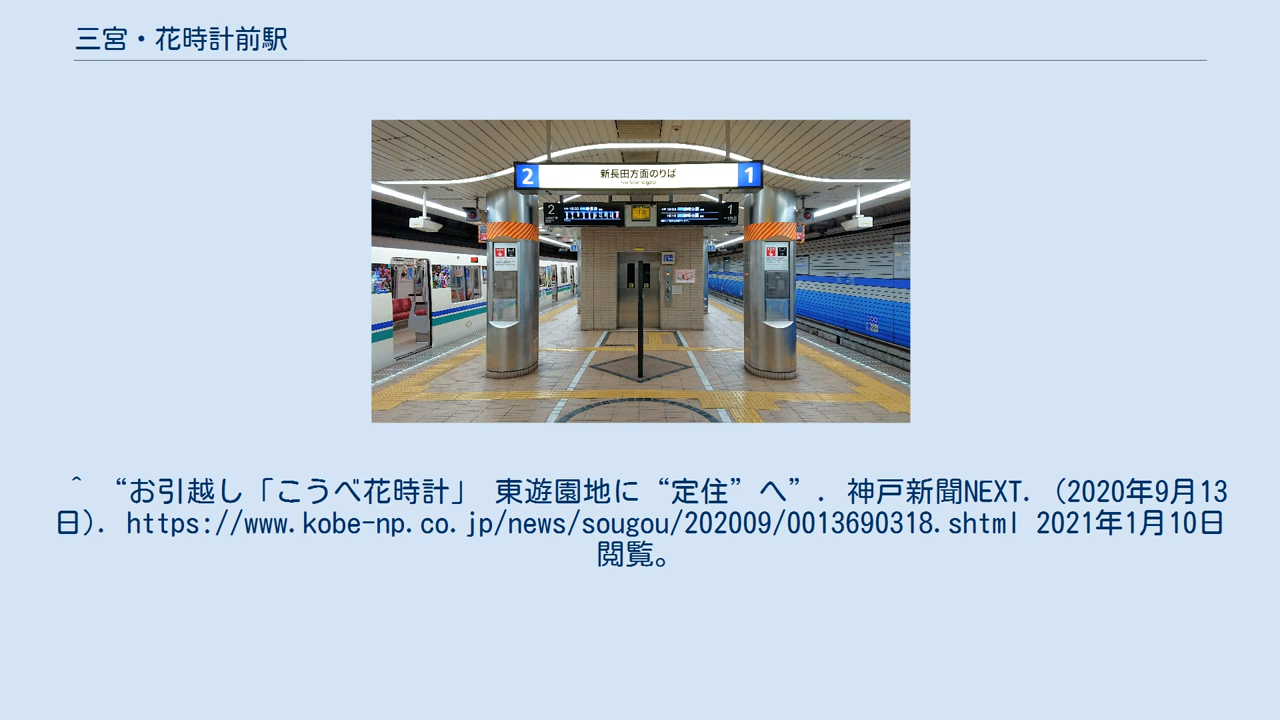 三宮・花時計前駅
2 新長田方面のりば 1
2 1
^ “お引越し「こうべ花時計」 東遊園地に“定住”へ”. 神戸新聞NEXT. (2020年9月13
日). https://www.kobe-np.co.jp/news/sougou/202009/0013690318.shtml 2021年1月10日
閲覧。